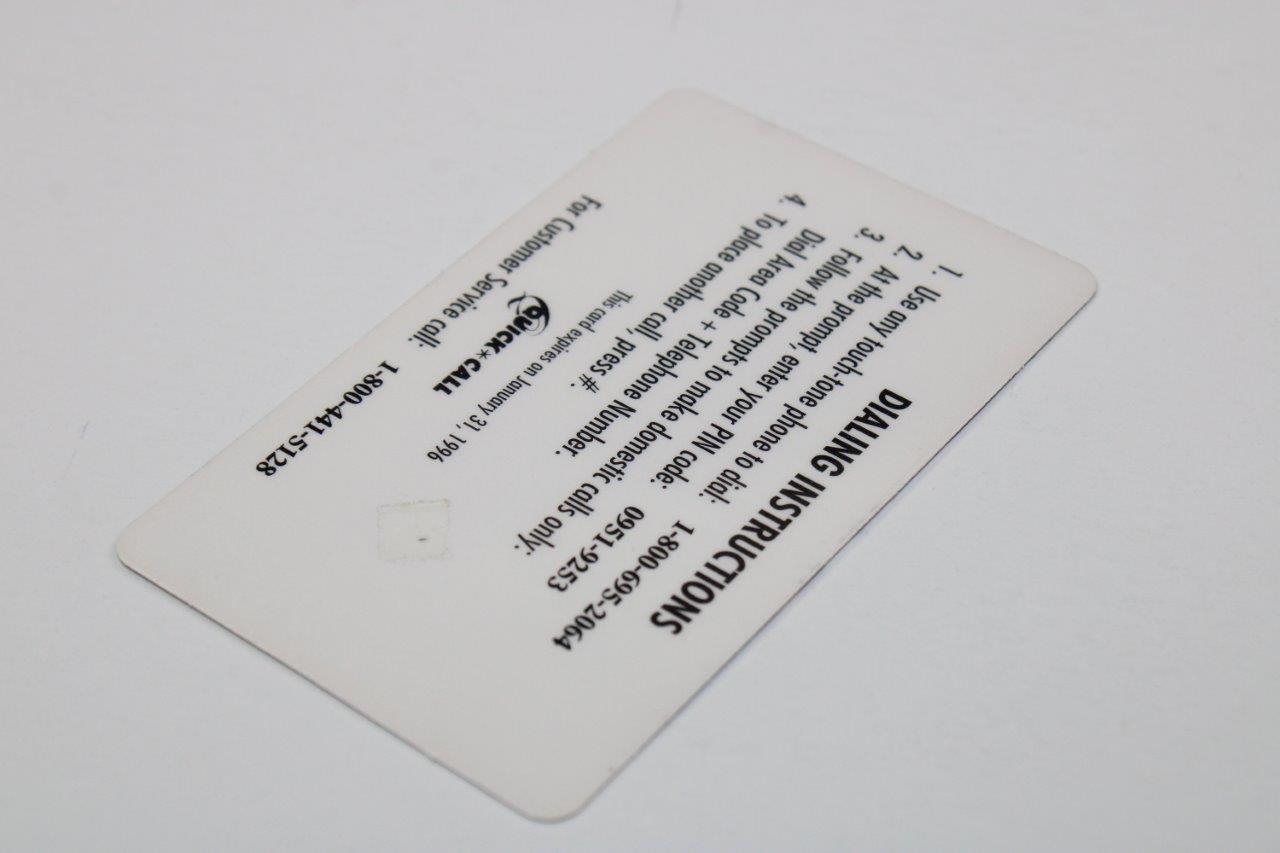 DIALING INSTRUCTIONS
1. Use any touch-tone phone to dial: 1-800-695-2064
2. At the prompt, enter your PIN code: 0951-9253
3. Follow the prompts to make domestic calls only:
Dial Area Code + Telephone Number.
4. To place another call, press #.
This card expires on January 31, 1996
QUICK*CALL
For Customer Service call: 1-800-441-5128